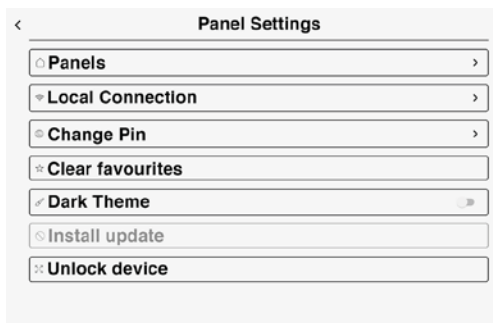 Panel Settings
Panels
Local Connection
Change Pin
Clear favourites
Dark Theme
Install update
Unlock device